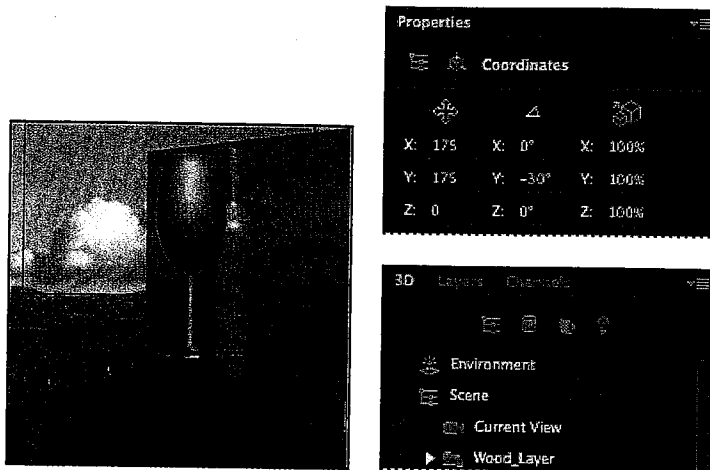 Properties
Coordinates
X: 175 X: 0° X: 100%
Y: 175 Y: -30° Y: 100%
Z: 0 Z: 0° Z: 100%
3D Layers Channels
Environment
Scene
Current View
Wood_Layer